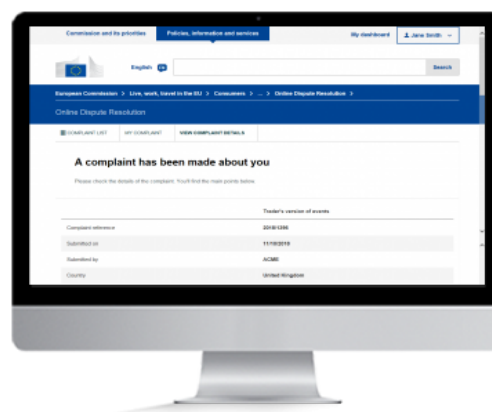 Commission and its priorities Policies, information and services My dashboard Jane Smith
English EN Search
European Commission > Live, work, travel in the EU > Consumers > ... > Online Dispute Resolution >
Online Dispute Resolution
COMPLAINT LIST MY COMPLAINT VIEW COMPLAINT DETAILS
A complaint has been made about you
Please check the details of the complaint. You'll find the main points below.
Trader's version of events
Complaint reference
Submitted on
Submitted by ACME
Country United Kingdom